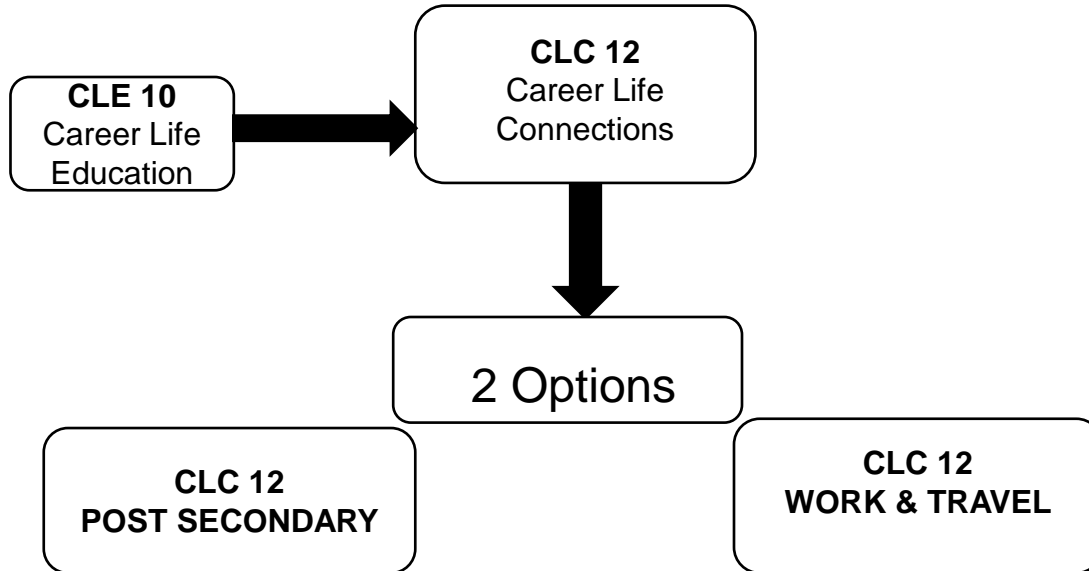 CLE 10
Career Life
Education
CLC 12
Career Life
Connections
2 Options
CLC 12
POST SECONDARY
CLC 12
WORK & TRAVEL